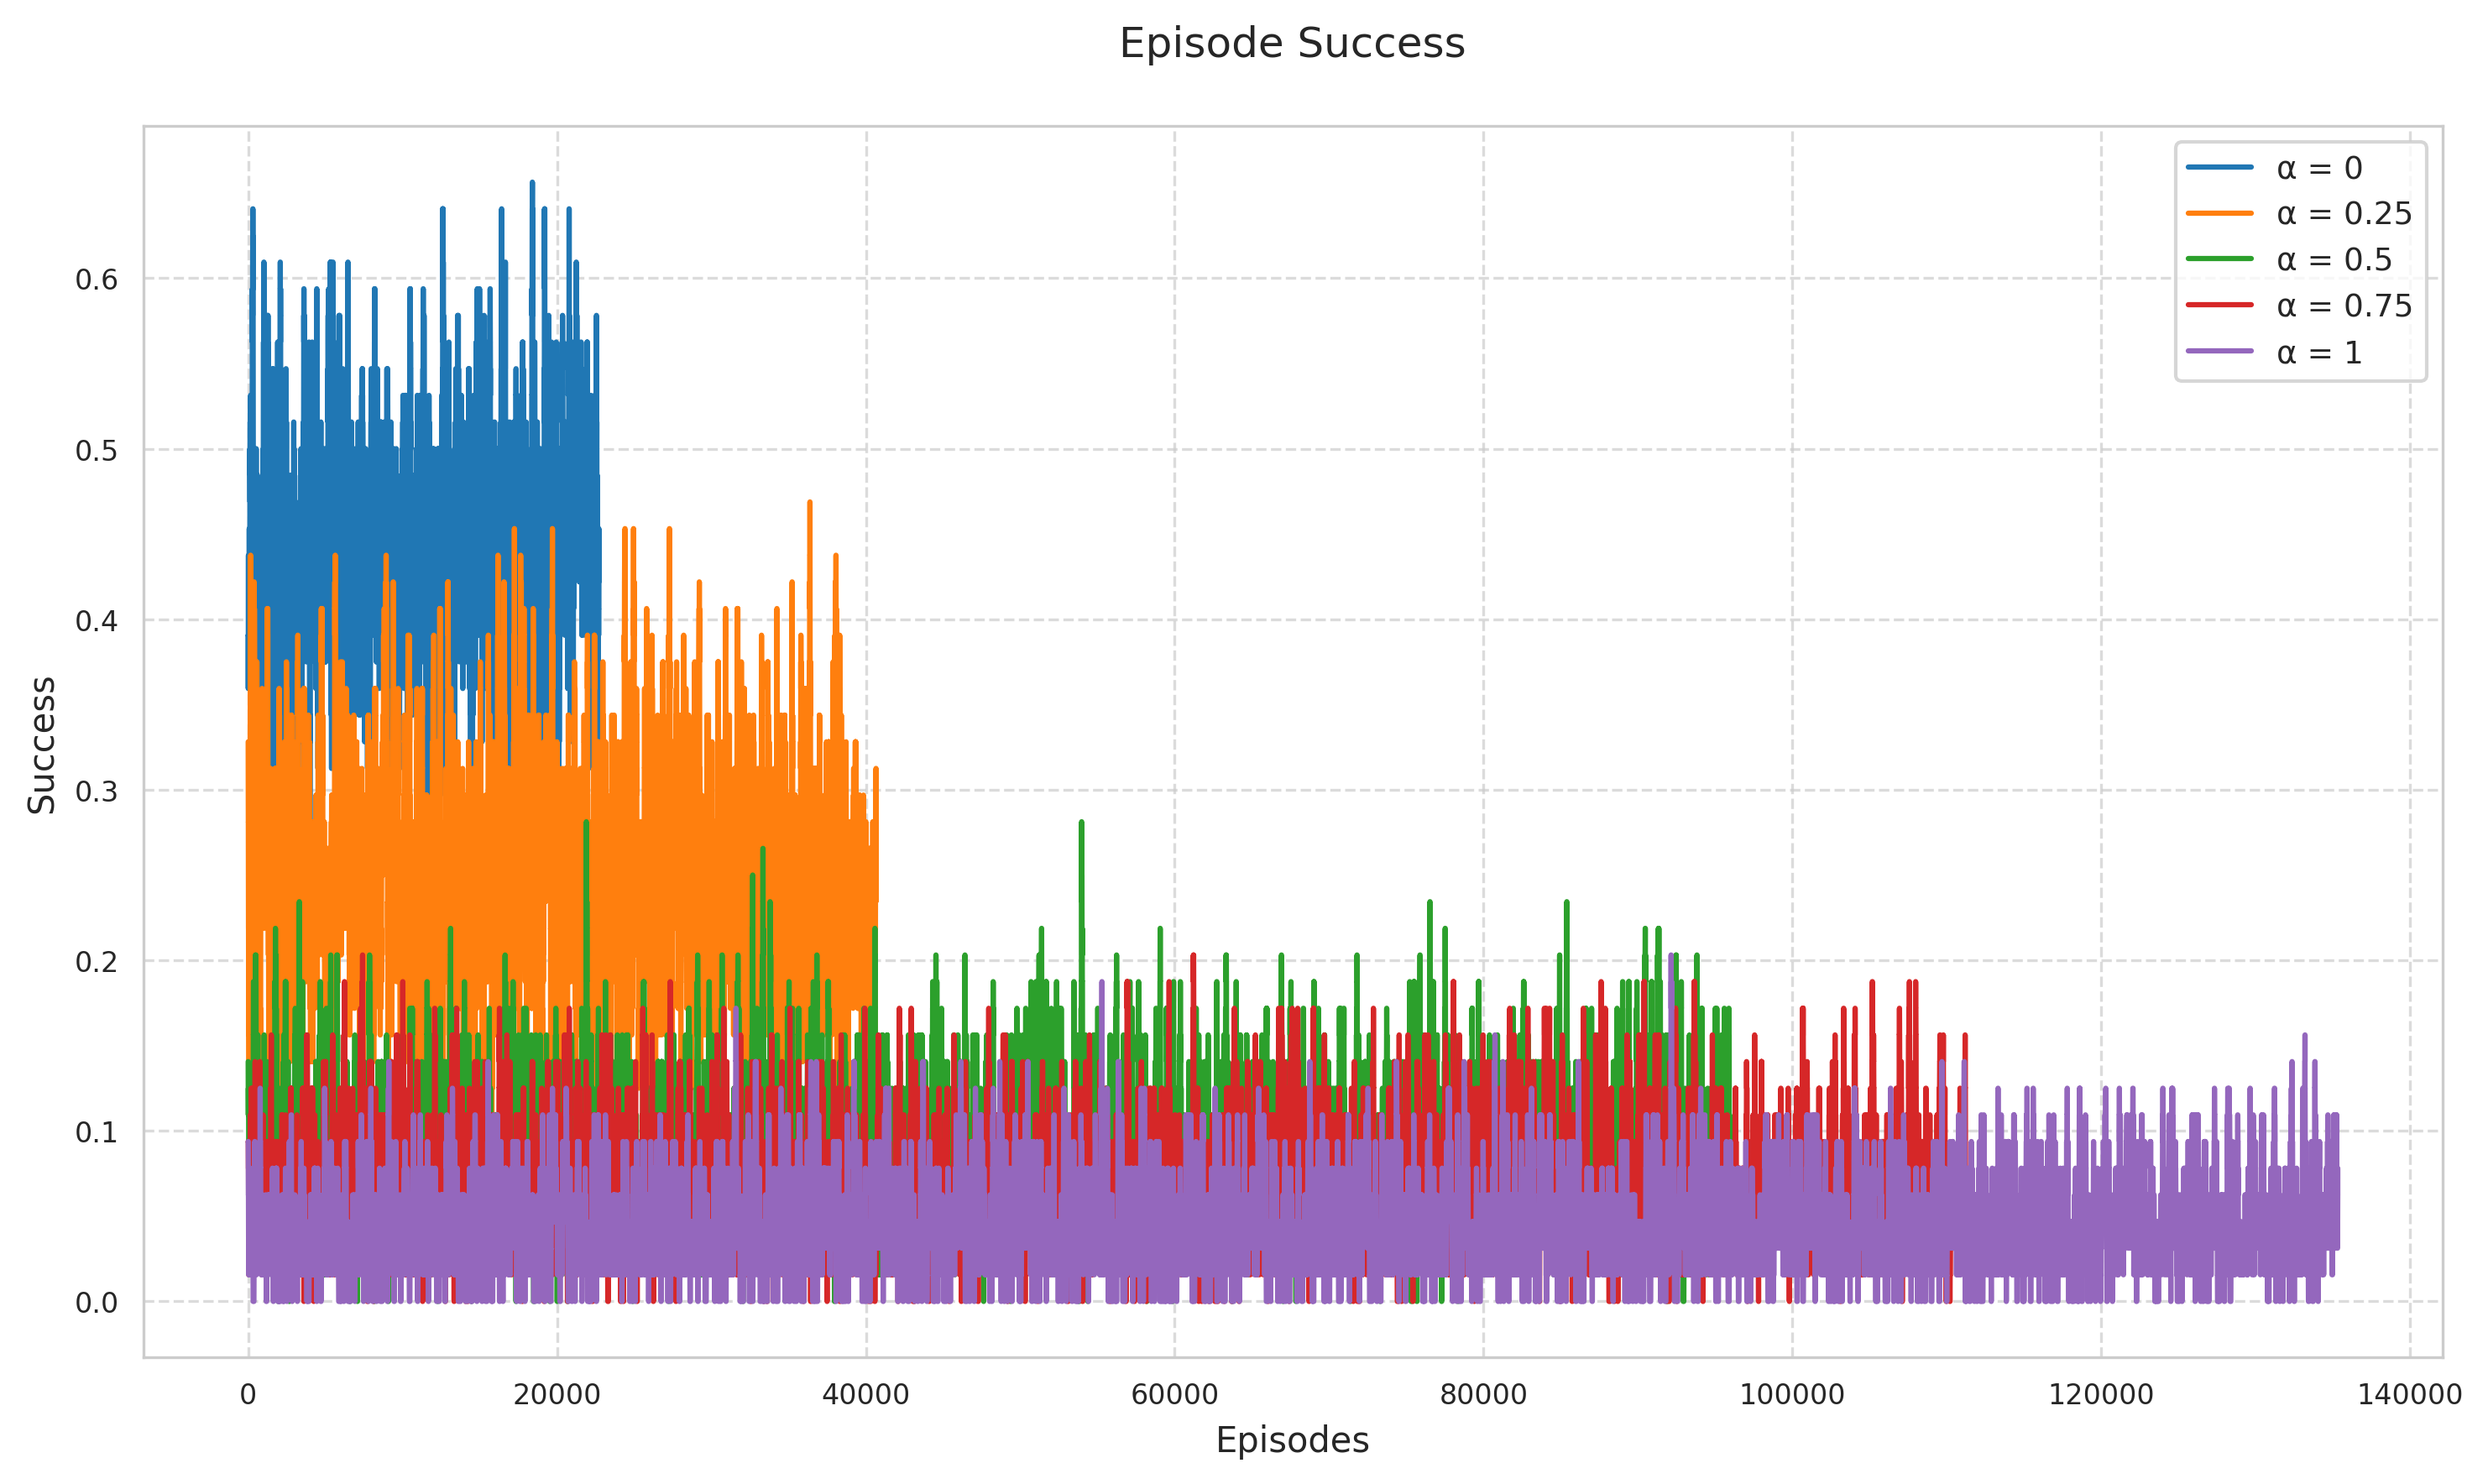 Episode Success
α = 0
α = 0.25
α = 0.5
α = 0.75
α = 1
0.6
0.5
0.4
0.3
0.2
0.1
0.0
Success
0 20000 40000 60000 80000 100000 120000 140000
Episodes